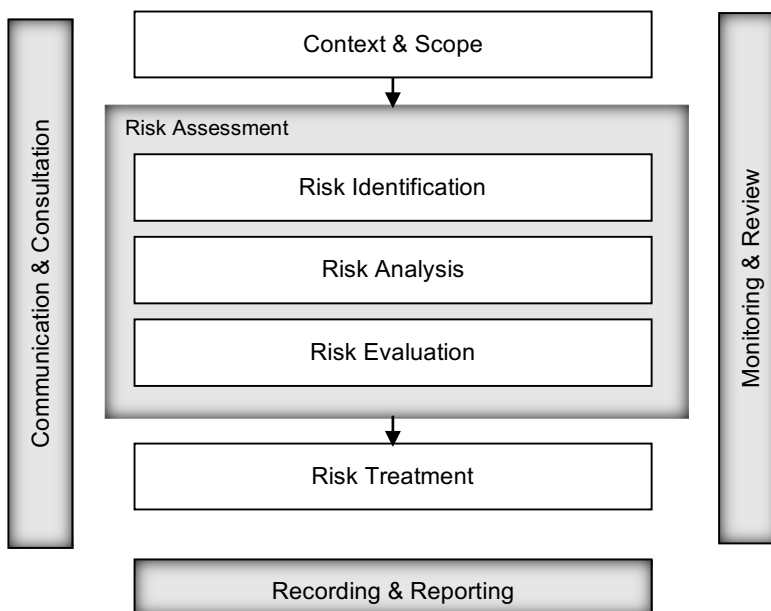 Context & Scope
Risk Assessment
Risk Identification
Risk Analysis
Risk Evaluation
Risk Treatment
Recording & Reporting
Communication & Consultation
Monitoring & Review